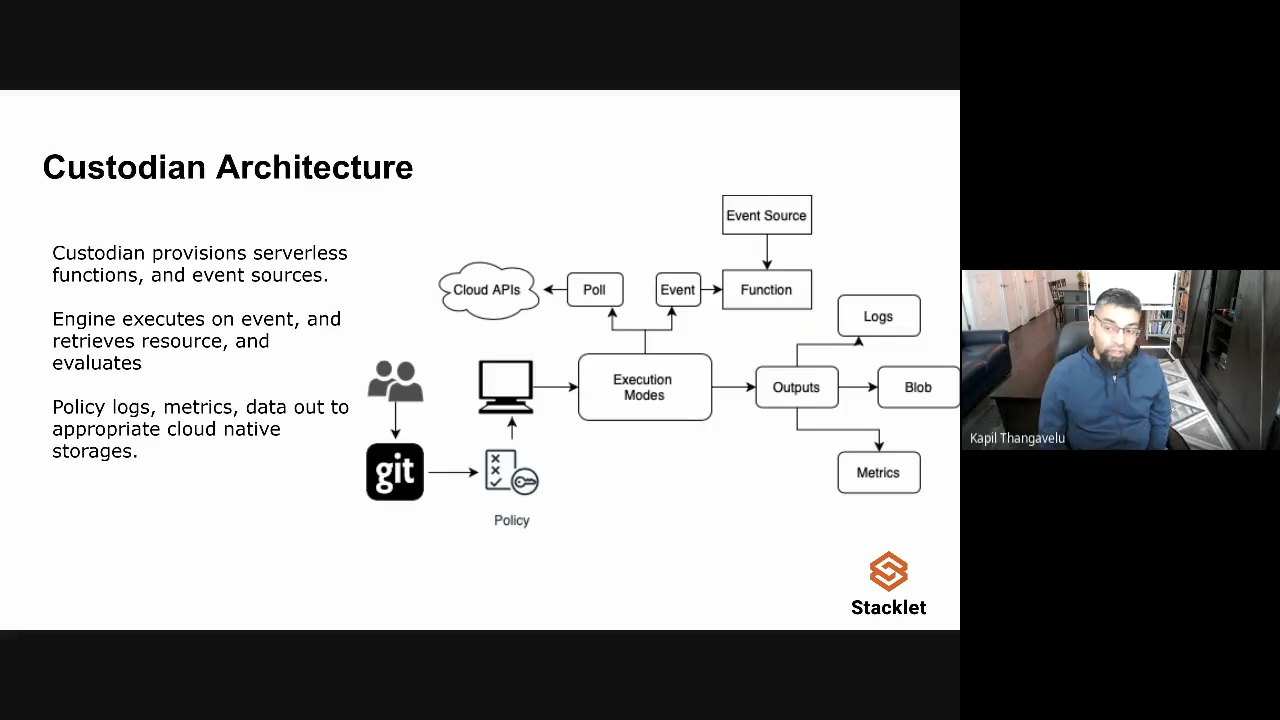 Custodian Architecture
Custodian provisions serverless
functions, and event sources.
Engine executes on event, and
retrieves resource, and
evaluates
Policy logs, metrics, data out to
appropriate cloud native
storages.
Event Source
Cloud APIs
Poll
Event
Function
Logs
Execution
Modes
Outputs
Blob
git
Metrics
Policy
Stacklet
Kapil Thangavelu